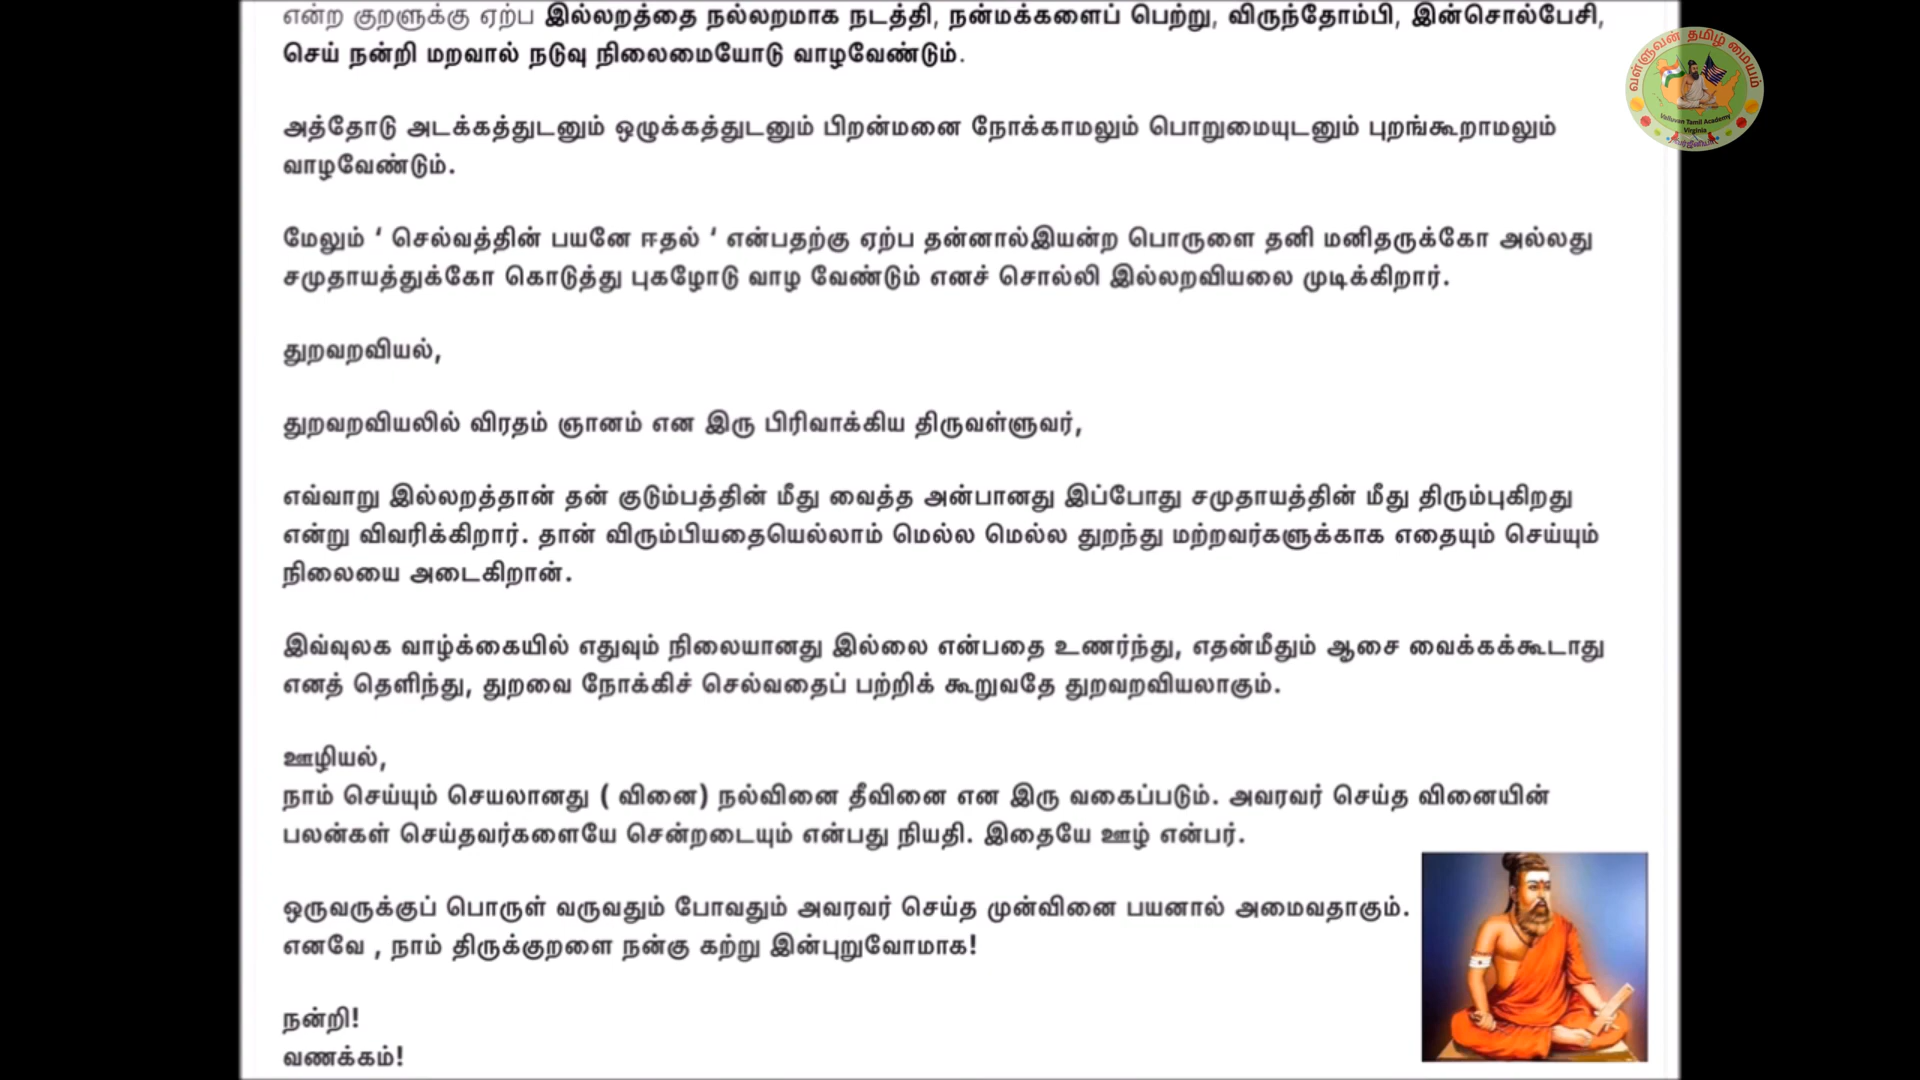 என்ற குறளுக்கு ஏற்ப இல்லறத்தை நல்லறமாக நடத்தி, நன்மக்களைப் பெற்று, விருந்தோம்பி, இன்சொல்பேசி,
செய் நன்றி மறவால் நடுவு நிலைமையோடு வாழவேண்டும்.
அத்தோடு அடக்கத்துடனும் ஒழுக்கத்துடனும் பிறன்மனை நோக்காமலும் பொறுமையுடனும் புறங்கூறாமலும்
வாழவேண்டும்.
மேலும் ‘ செல்வத்தின் பயனே ஈதல் ‘ என்பதற்கு ஏற்ப தன்னால்இயன்ற பொருளை தனி மனிதருக்கோ அல்லது
சமுதாயத்துக்கோ கொடுத்து புகழோடு வாழ வேண்டும் எனச் சொல்லி இல்லறவியலை முடிக்கிறார்.
துறவறவியல்,
துறவறவியலில் விரதம் ஞானம் என இரு பிரிவாக்கிய திருவள்ளுவர்,
எவ்வாறு இல்லறத்தான் தன் குடும்பத்தின் மீது வைத்த அன்பானது இப்போது சமுதாயத்தின் மீது திரும்புகிறது
என்று விவரிக்கிறார். தான் விரும்பியதையெல்லாம் மெல்ல மெல்ல துறந்து மற்றவர்களுக்காக எதையும் செய்யும்
நிலையை அடைகிறான்.
இவ்வுலக வாழ்க்கையில் எதுவும் நிலையானது இல்லை என்பதை உணர்ந்து, எதன்மீதும் ஆசை வைக்கக்கூடாது
எனத் தெளிந்து, துறவை நோக்கிச் செல்வதைப் பற்றிக் கூறுவதே துறவறவியலாகும்.
ஊழியல்,
நாம் செய்யும் செயலானது ( வினை) நல்வினை தீவினை என இரு வகைப்படும். அவரவர் செய்த வினையின்
பலன்கள் செய்தவர்களையே சென்றடையும் என்பது நியதி. இதையே ஊழ் என்பர்.
ஒருவருக்குப் பொருள் வருவதும் போவதும் அவரவர் செய்த முன்வினை பயனால் அமைவதாகும்.
எனவே , நாம் திருக்குறளை நன்கு கற்று இன்புறுவோமாக!
நன்றி!
வணக்கம்!
வள்ளுவன் தமிழ் மையம்
Valluvan Tamil Academy
Virginia
வர்ஜீனியா